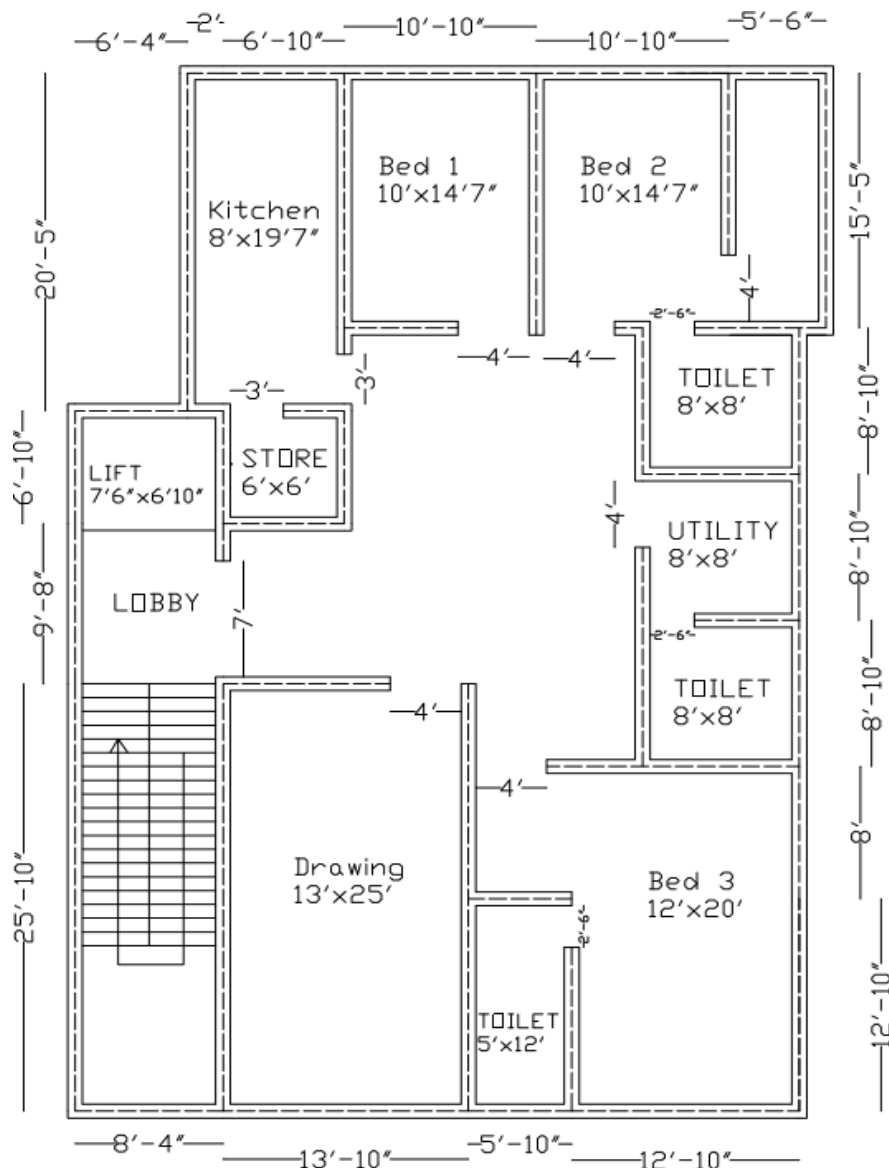 2'
10'-10"
5'-6"
6'-4"
6'-10"
10'-10"
Bed 1
10'x14'7"
Bed 2
10'x14'7"
Kitchen
8'x19'7"
15'-5"
20'-5"
4'
2'-6"
4'
4'
3'
3'
TOILET
8'x8'
8'-10"
LIFT
7'6"x6'10"
STORE
6'x6'
6'-10"
4'
UTILITY
8'x8'
8'-10"
LOBBY
9'-8"
7'
2'-6"
TOILET
8'x8'
8'-10"
4'
4'
8'
Drawing
13'x25'
Bed 3
12'x20'
25'-10"
2'-6"
TOILET
5'x12'
12'-10"
8'-4"
5'-10"
13'-10"
12'-10"